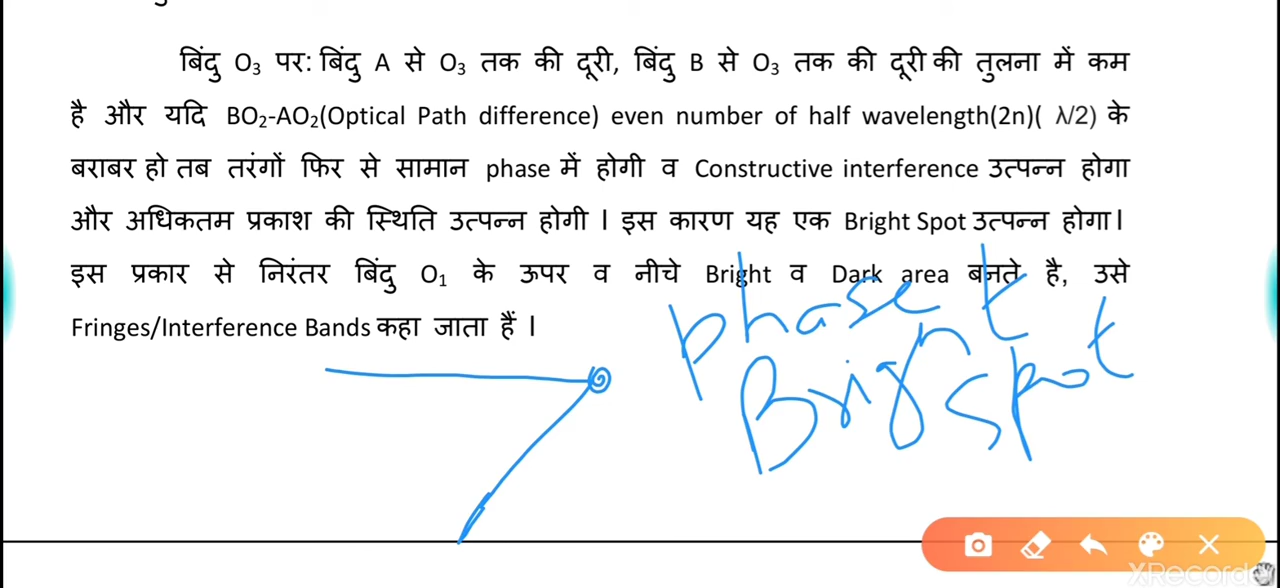 बिंदु O₃ पर: बिंदु A से O₃ तक की दूरी, बिंदु B से O₃ तक की दूरी की तुलना में कम
है और यदि BO₂-AO₂(Optical Path difference) even number of half wavelength(2n)( λ/2) के
बराबर हो तब तरंगों फिर से सामान phase में होगी व Constructive interference उत्पन्न होगा
और अधिकतम प्रकाश की स्थिति उत्पन्न होगी । इस कारण यह एक Bright Spot उत्पन्न होगा।
इस प्रकार से निरंतर बिंदु O₁ के ऊपर व नीचे Bright व Dark area बनते है, उसे
Fringes/Interference Bands कहा जाता हैं ।
phase
Bright Spot
XRecorder